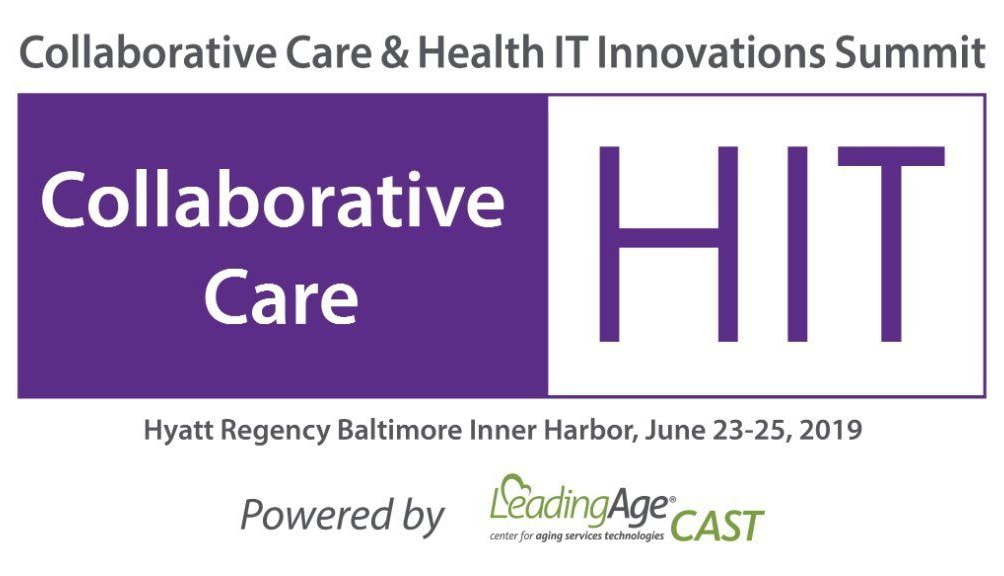 Collaborative Care & Health IT Innovations Summit
Collaborative
Care
HIT
Hyatt Regency Baltimore Inner Harbor, June 23-25, 2019
Powered by
LeadingAge®
CAST
center for aging services technologies